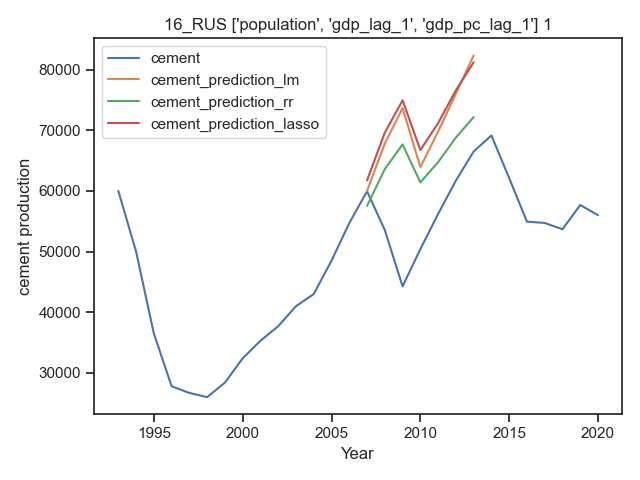 16_RUS ['population', 'gdp_lag_1', 'gdp_pc_lag_1'] 1
cement
cement_prediction_lm
cement_prediction_rr
cement_prediction_lasso
cement production
80000
70000
60000
50000
40000
30000
1995
2000
2005
2010
2015
2020
Year